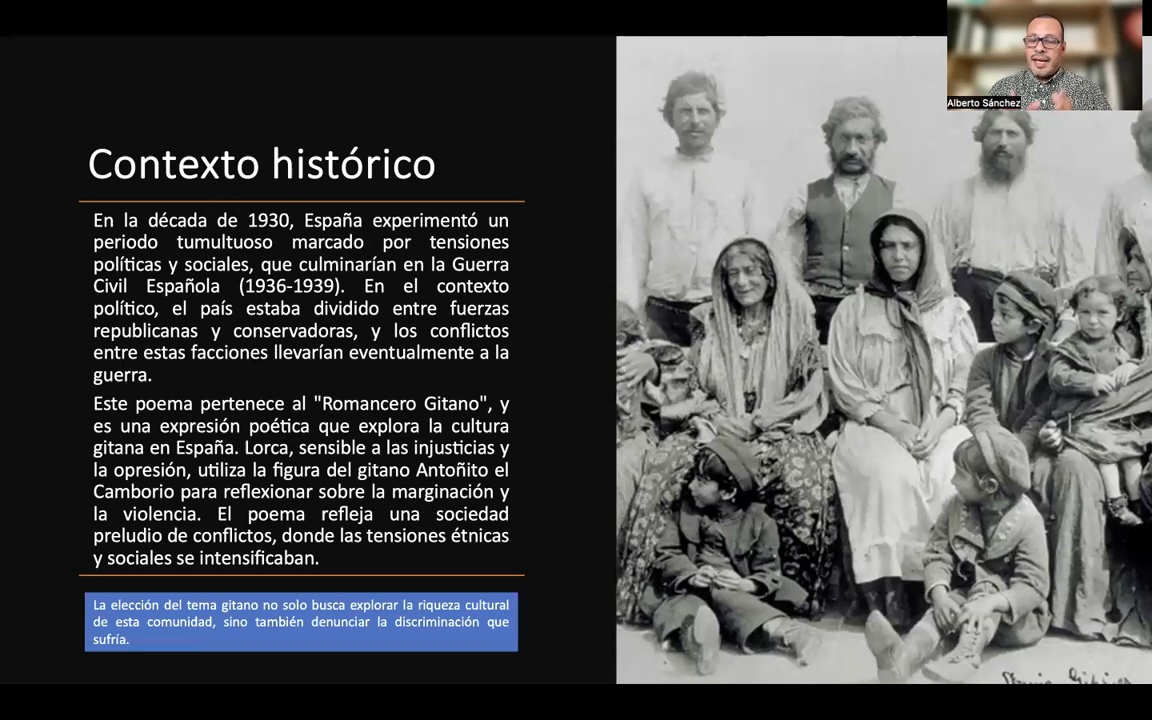 Alberto Sánchez
Contexto histórico
En la década de 1930, España experimentó un
periodo tumultuoso marcado por tensiones
políticas y sociales, que culminarían en la Guerra
Civil Española (1936-1939). En el contexto
político, el país estaba dividido entre fuerzas
republicanas y conservadoras, y los conflictos
entre estas facciones llevarían eventualmente a la
guerra.
Este poema pertenece al "Romancero Gitano", y
es una expresión poética que explora la cultura
gitana en España. Lorca, sensible a las injusticias y
la opresión, utiliza la figura del gitano Antoñito el
Camborio para reflexionar sobre la marginación y
la violencia. El poema refleja una sociedad
preludio de conflictos, donde las tensiones étnicas
y sociales se intensificaban.
La elección del tema gitano no solo busca explorar la riqueza cultural
de esta comunidad, sino también denunciar la discriminación que
sufría.